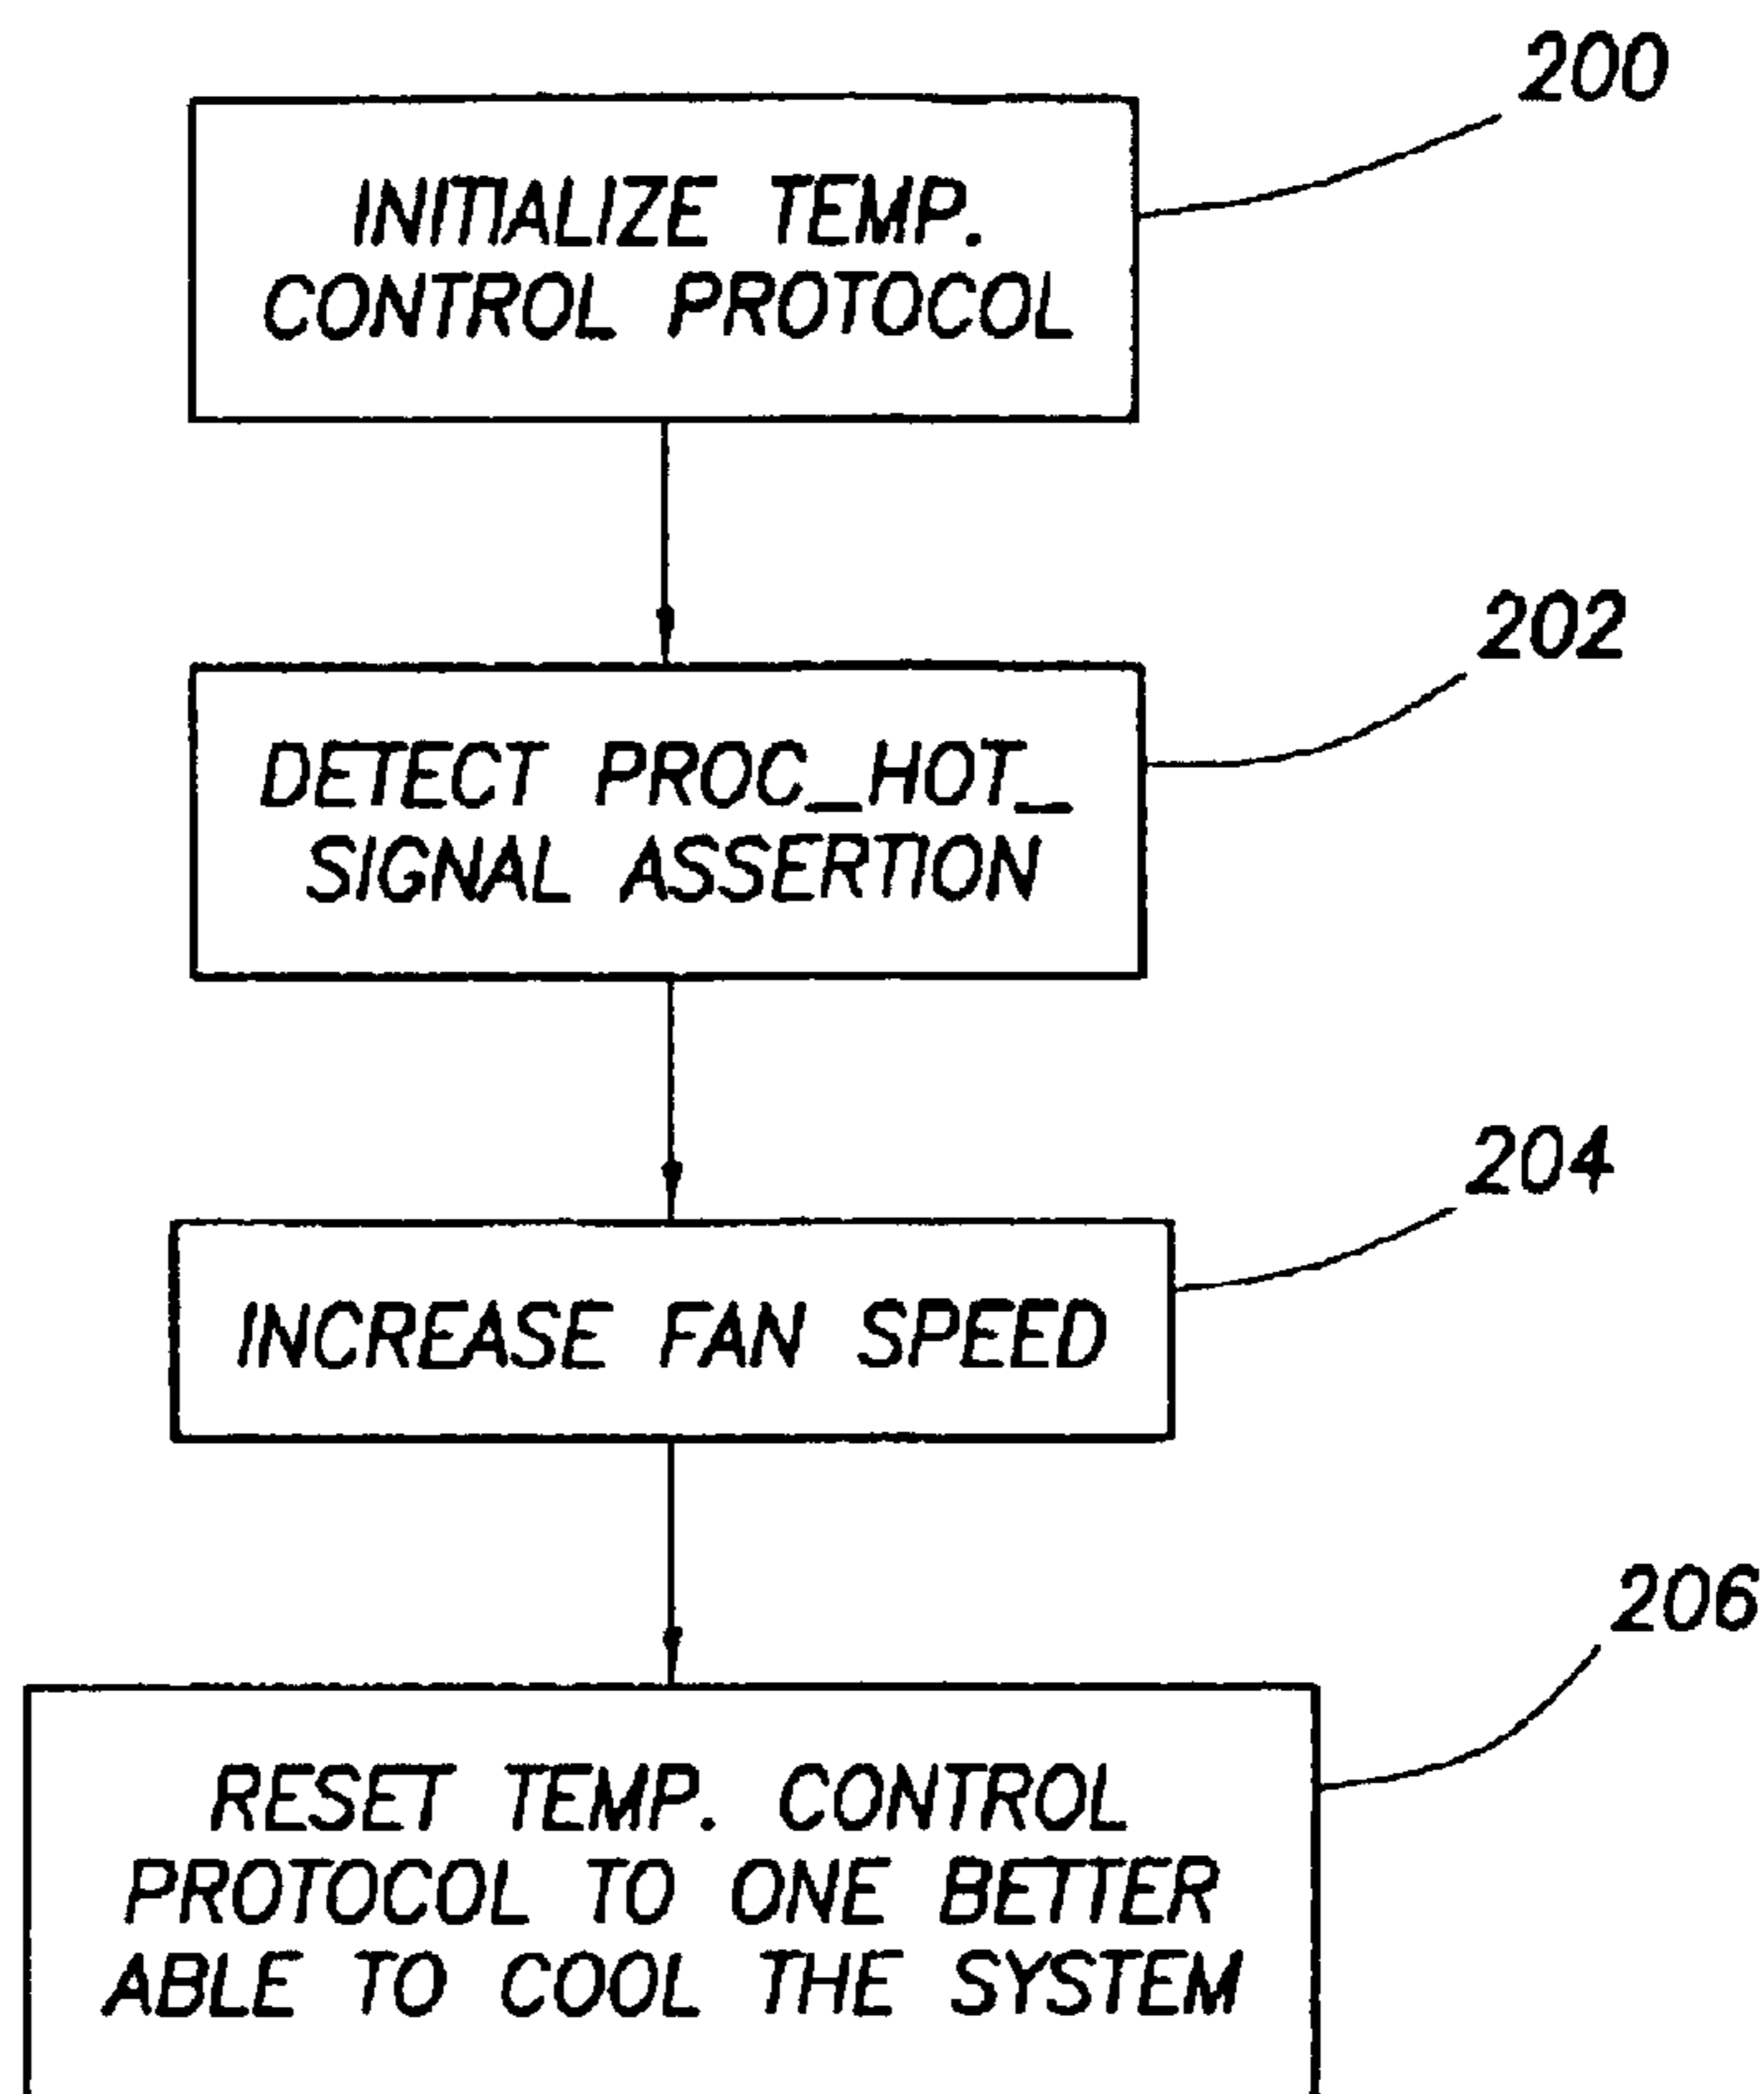 200
INITIALIZE TEMP.
CONTROL PROTOCOL
202
DETECT PROC_HOT_
SIGNAL ASSERTION
204
INCREASE FAN SPEED
206
RESET TEMP. CONTROL
PROTOCOL TO ONE BETTER
ABLE TO COOL THE SYSTEM